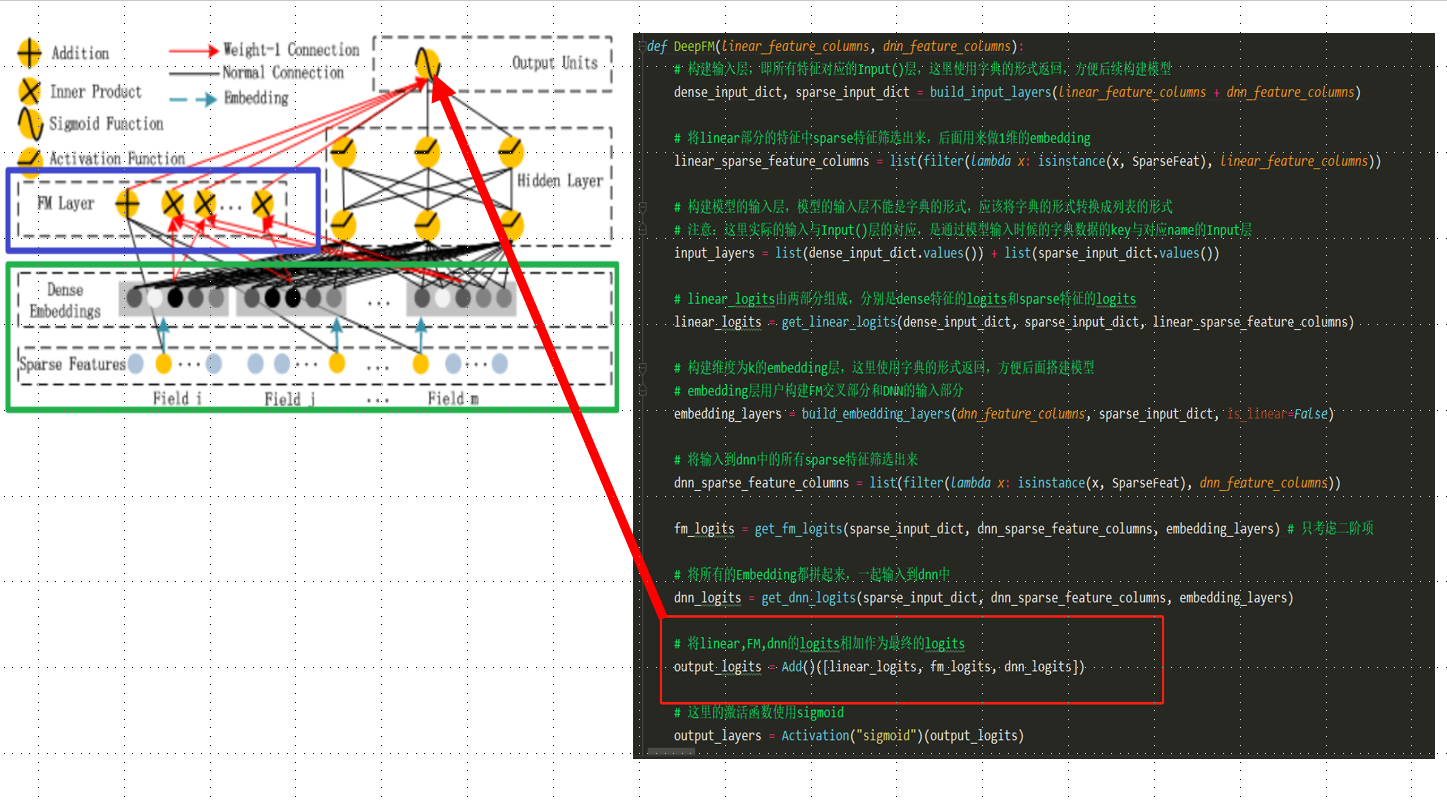 Addition
Inner Product
Sigmoid Function
Activation Function
Weight-1 Connection
Normal Connection
Embedding
Output Units
Hidden Layer
FM Layer
...
Dense
Embeddings
...
Sparse Features
... ... ... ... ...
Field i Field j ... Field m
def DeepFM(linear_feature_columns, dnn_feature_columns):
# 构建输入层,即所有特征对应的Input()层,这里使用字典的形式返回,方便后续构建模型
dense_input_dict, sparse_input_dict = build_input_layers(linear_feature_columns + dnn_feature_columns)
# 将linear部分的特征中sparse特征筛选出来,后面用来做1维的embedding
linear_sparse_feature_columns = list(filter(lambda x: isinstance(x, SparseFeat), linear_feature_columns))
# 构建模型的输入层,模型的输入层不能是字典的形式,应该将字典的形式转换成列表的形式
# 注意:这里实际的输入与Input()层的对应,是通过模型输入时候的字典数据的key与对应name的Input层
input_layers = list(dense_input_dict.values()) + list(sparse_input_dict.values())
# linear_logits由两部分组成,分别是dense特征的logits和sparse特征的logits
linear_logits = get_linear_logits(dense_input_dict, sparse_input_dict, linear_sparse_feature_columns)
# 构建维度为k的embedding层,这里使用字典的形式返回,方便后面搭建模型
# embedding层用户构建FM交叉部分和DNN的输入部分
embedding_layers = build_embedding_layers(dnn_feature_columns, sparse_input_dict, is_linear=False)
# 将输入到dnn中的所有sparse特征筛选出来
dnn_sparse_feature_columns = list(filter(lambda x: isinstance(x, SparseFeat), dnn_feature_columns))
fm_logits = get_fm_logits(sparse_input_dict, dnn_sparse_feature_columns, embedding_layers) # 只考虑二阶项
# 将所有的Embedding都拼起来,一起输入到dnn中
dnn_logits = get_dnn_logits(sparse_input_dict, dnn_sparse_feature_columns, embedding_layers)
# 将linear,FM,dnn的logits相加作为最终的logits
output_logits = Add()([linear_logits, fm_logits, dnn_logits])
# 这里的激活函数使用sigmoid
output_layers = Activation("sigmoid")(output_logits)